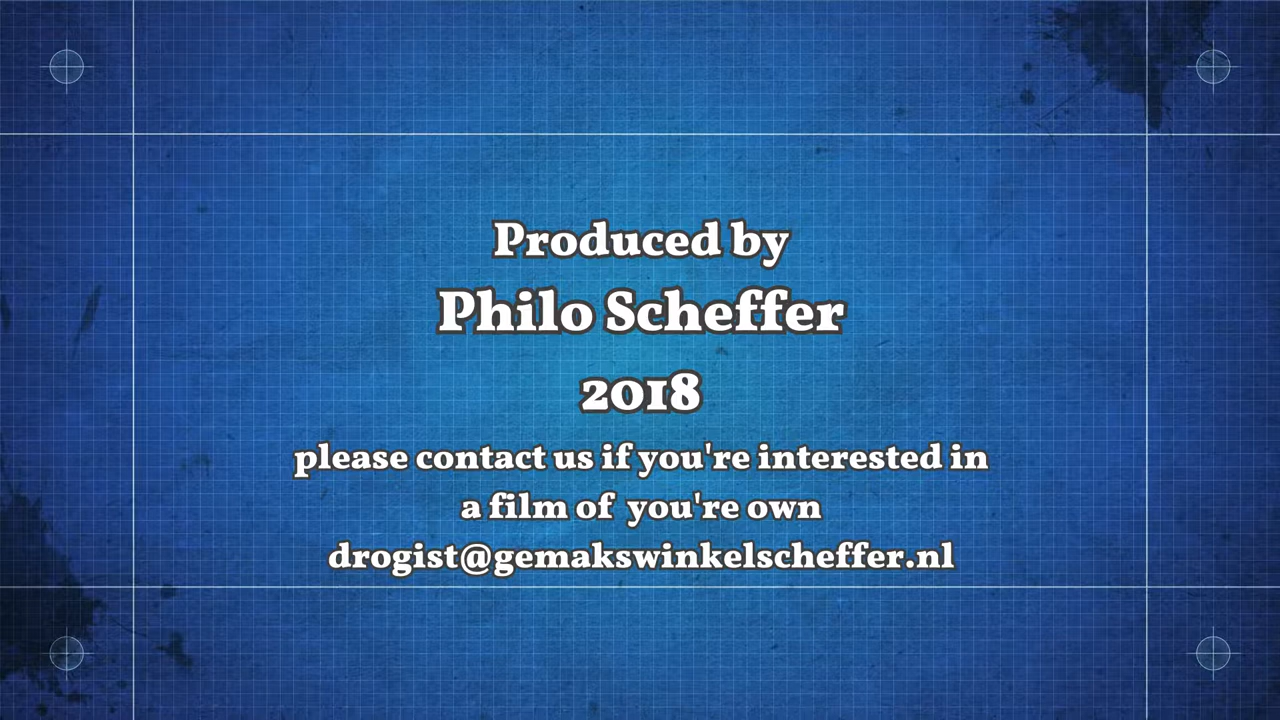 Produced by
Philo Scheffer
2018
please contact us if you're interested in
a film of you're own
drogist@gemakswinkelscheffer.nl